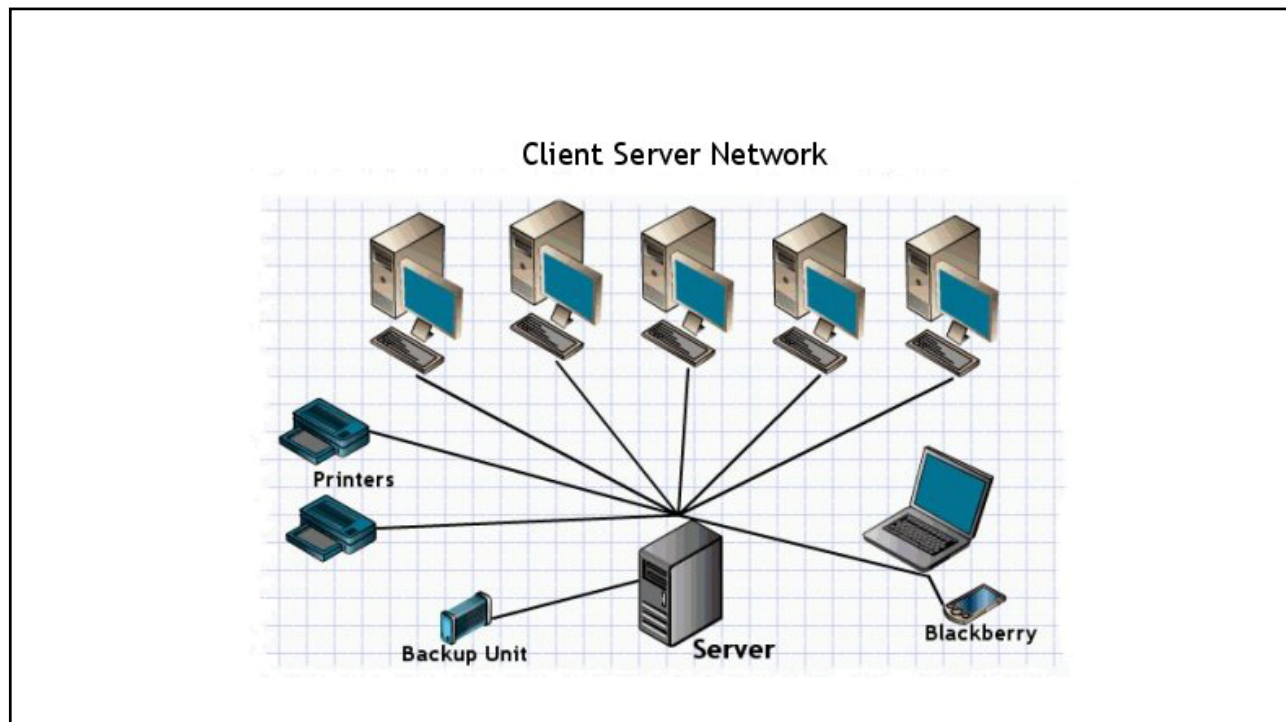 Client Server Network
Printers
Backup Unit
Server
Blackberry